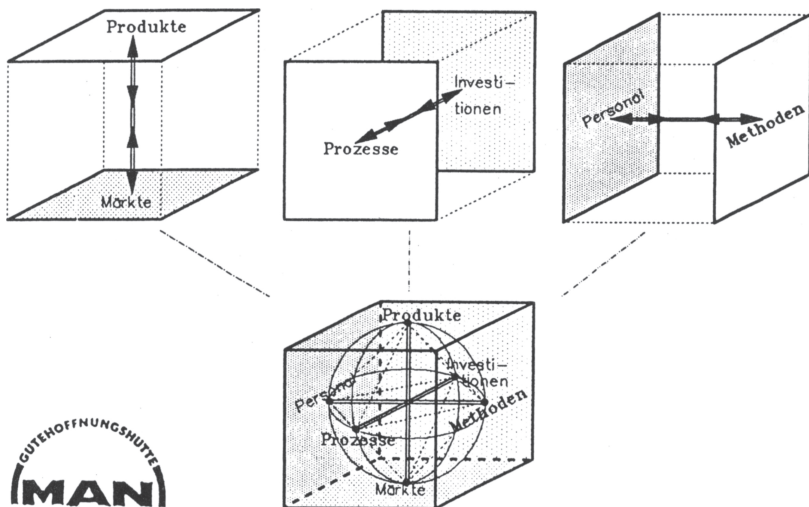 Produkte
Märkte
Investi-
tionen
Prozesse
Personal
Methoden
Produkte
Investi-
tionen
Personal
Methoden
Prozesse
Märkte
GUTEHOFFNUNGSHÜTTE
MAN